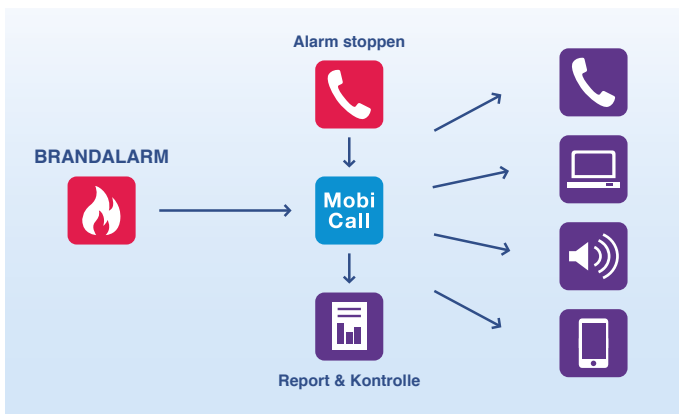 Alarm stoppen
BRANDALARM
Mobi
Call
Report & Kontrolle